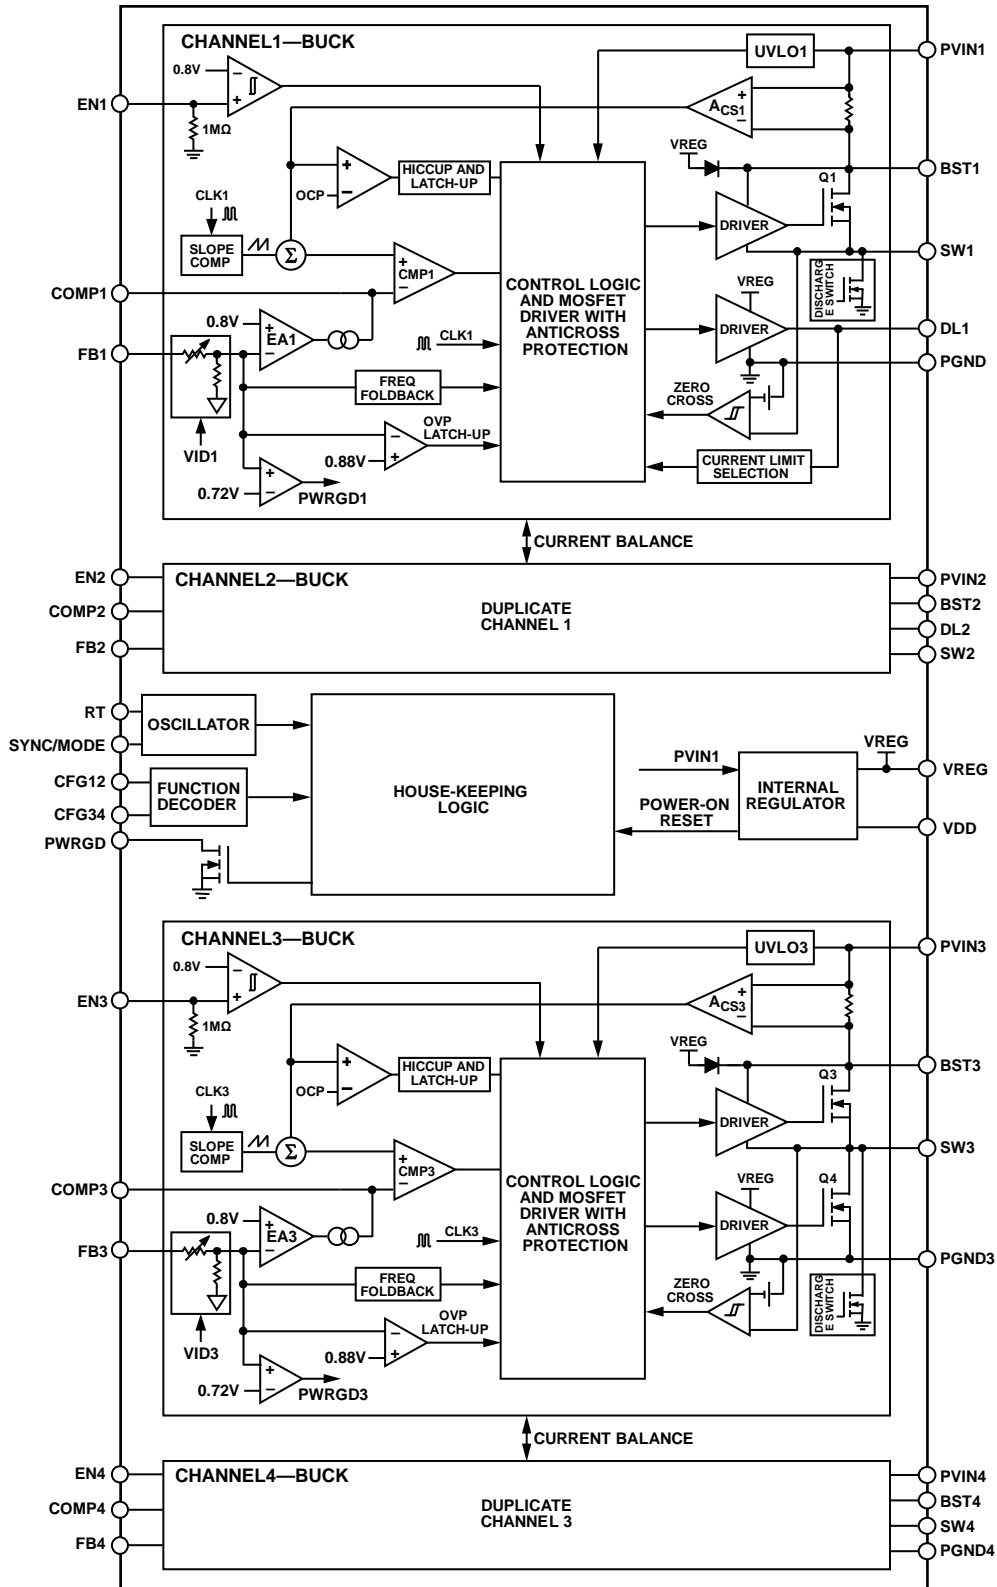 CHANNEL1—BUCK
UVLO1
PVIN1
0.8V
−
+
EN1
1MΩ
ACS1
+
−
VREG
BST1
+
−
OCP
HICCUP AND
LATCH-UP
Q1
DRIVER
CLK1
SLOPE
COMP
Σ
+
−
CMP1
CONTROL LOGIC
AND MOSFET
DRIVER WITH
ANTICROSS
PROTECTION
SW1
DISCHARG
E SWITCH
COMP1
VREG
DRIVER
DL1
0.8V
+
−
EA1
CLK1
FB1
PGND
FREQ
FOLDBACK
ZERO
CROSS
VID1
OVP
LATCH-UP
−
+
0.88V
CURRENT LIMIT
SELECTION
+
−
0.72V
PWRGD1
CURRENT BALANCE
EN2
COMP2
FB2
CHANNEL2—BUCK
DUPLICATE
CHANNEL 1
PVIN2
BST2
DL2
SW2
RT
SYNC/MODE
OSCILLATOR
CFG12
CFG34
FUNCTION
DECODER
PWRGD
HOUSE-KEEPING
LOGIC
PVIN1
POWER-ON
RESET
INTERNAL
REGULATOR
VREG
VREG
VDD
CHANNEL3—BUCK
UVLO3
PVIN3
0.8V
−
+
EN3
1MΩ
ACS3
+
−
VREG
BST3
+
−
OCP
HICCUP AND
LATCH-UP
Q3
DRIVER
CLK3
SLOPE
COMP
Σ
+
−
CMP3
CONTROL LOGIC
AND MOSFET
DRIVER WITH
ANTICROSS
PROTECTION
SW3
COMP3
VREG
Q4
DRIVER
0.8V
+
−
EA3
CLK3
FB3
PGND3
FREQ
FOLDBACK
ZERO
CROSS
DISCHARG
E SWITCH
VID3
OVP
LATCH-UP
−
+
0.88V
+
−
0.72V
PWRGD3
CURRENT BALANCE
EN4
COMP4
FB4
CHANNEL4—BUCK
DUPLICATE
CHANNEL 3
PVIN4
BST4
SW4
PGND4